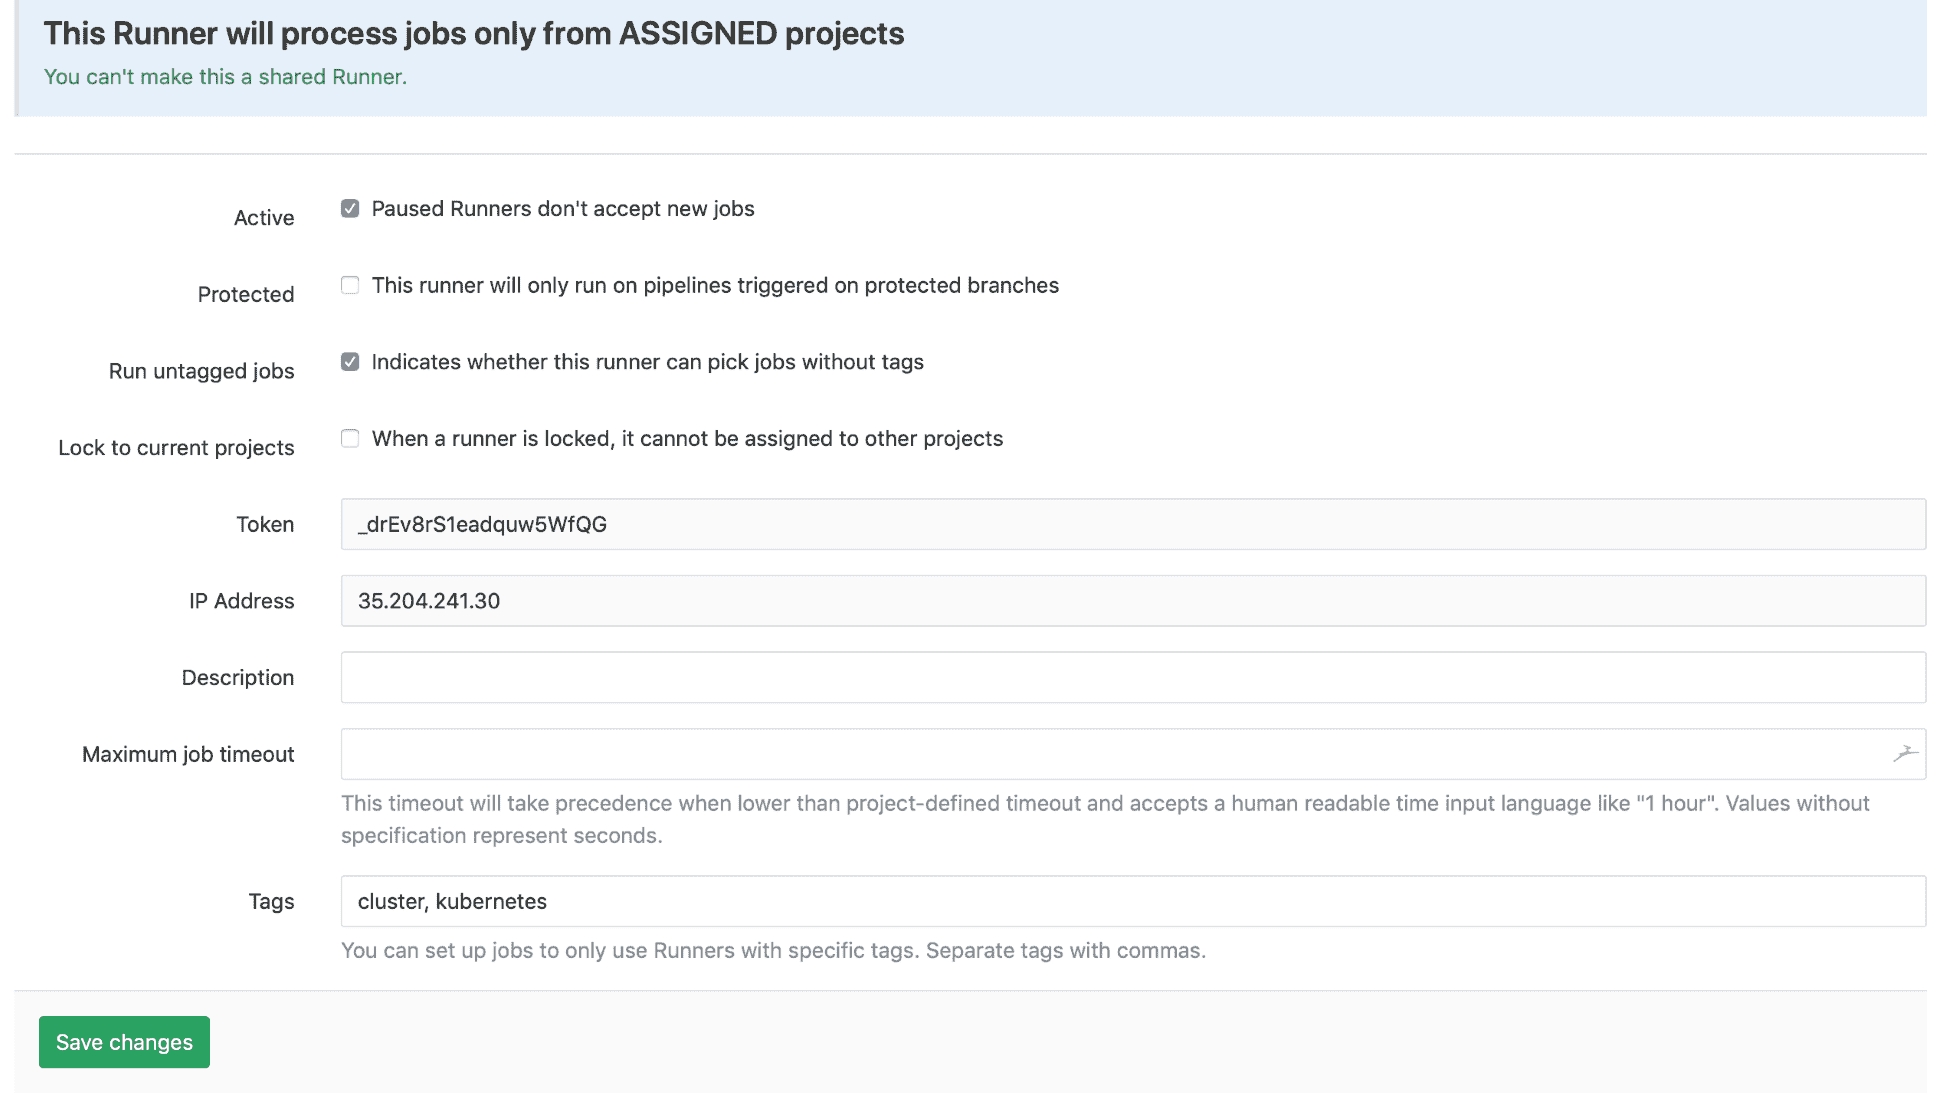 This Runner will process jobs only from ASSIGNED projects
You can't make this a shared Runner.
Active
Paused Runners don't accept new jobs
Protected
This runner will only run on pipelines triggered on protected branches
Run untagged jobs
Indicates whether this runner can pick jobs without tags
Lock to current projects
When a runner is locked, it cannot be assigned to other projects
Token
_drEv8rS1eadquw5WfQG
IP Address
35.204.241.30
Description
Maximum job timeout
This timeout will take precedence when lower than project-defined timeout and accepts a human readable time input language like "1 hour". Values without
specification represent seconds.
Tags
cluster, kubernetes
You can set up jobs to only use Runners with specific tags. Separate tags with commas.
Save changes